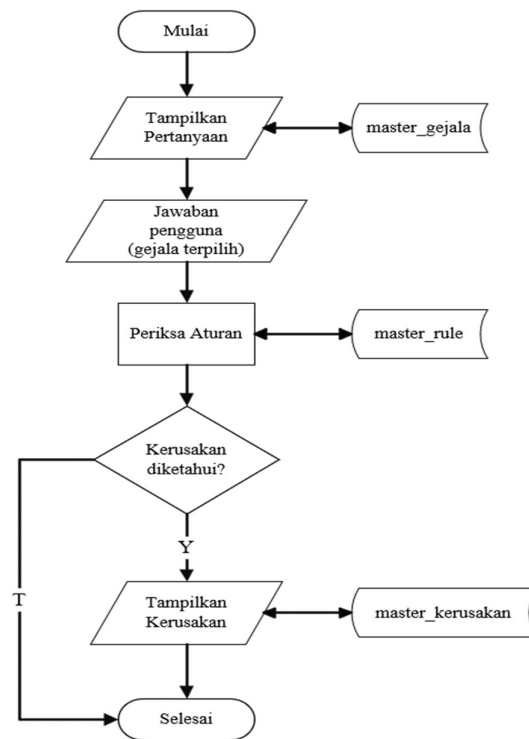 Mulai
Tampilkan
Pertanyaan
master_gejala
Jawaban
pengguna
(gejala terpilih)
Periksa Aturan
master_rule
Kerusakan
diketahui?
Y
T
Tampilkan
Kerusakan
master_kerusakan
Selesai